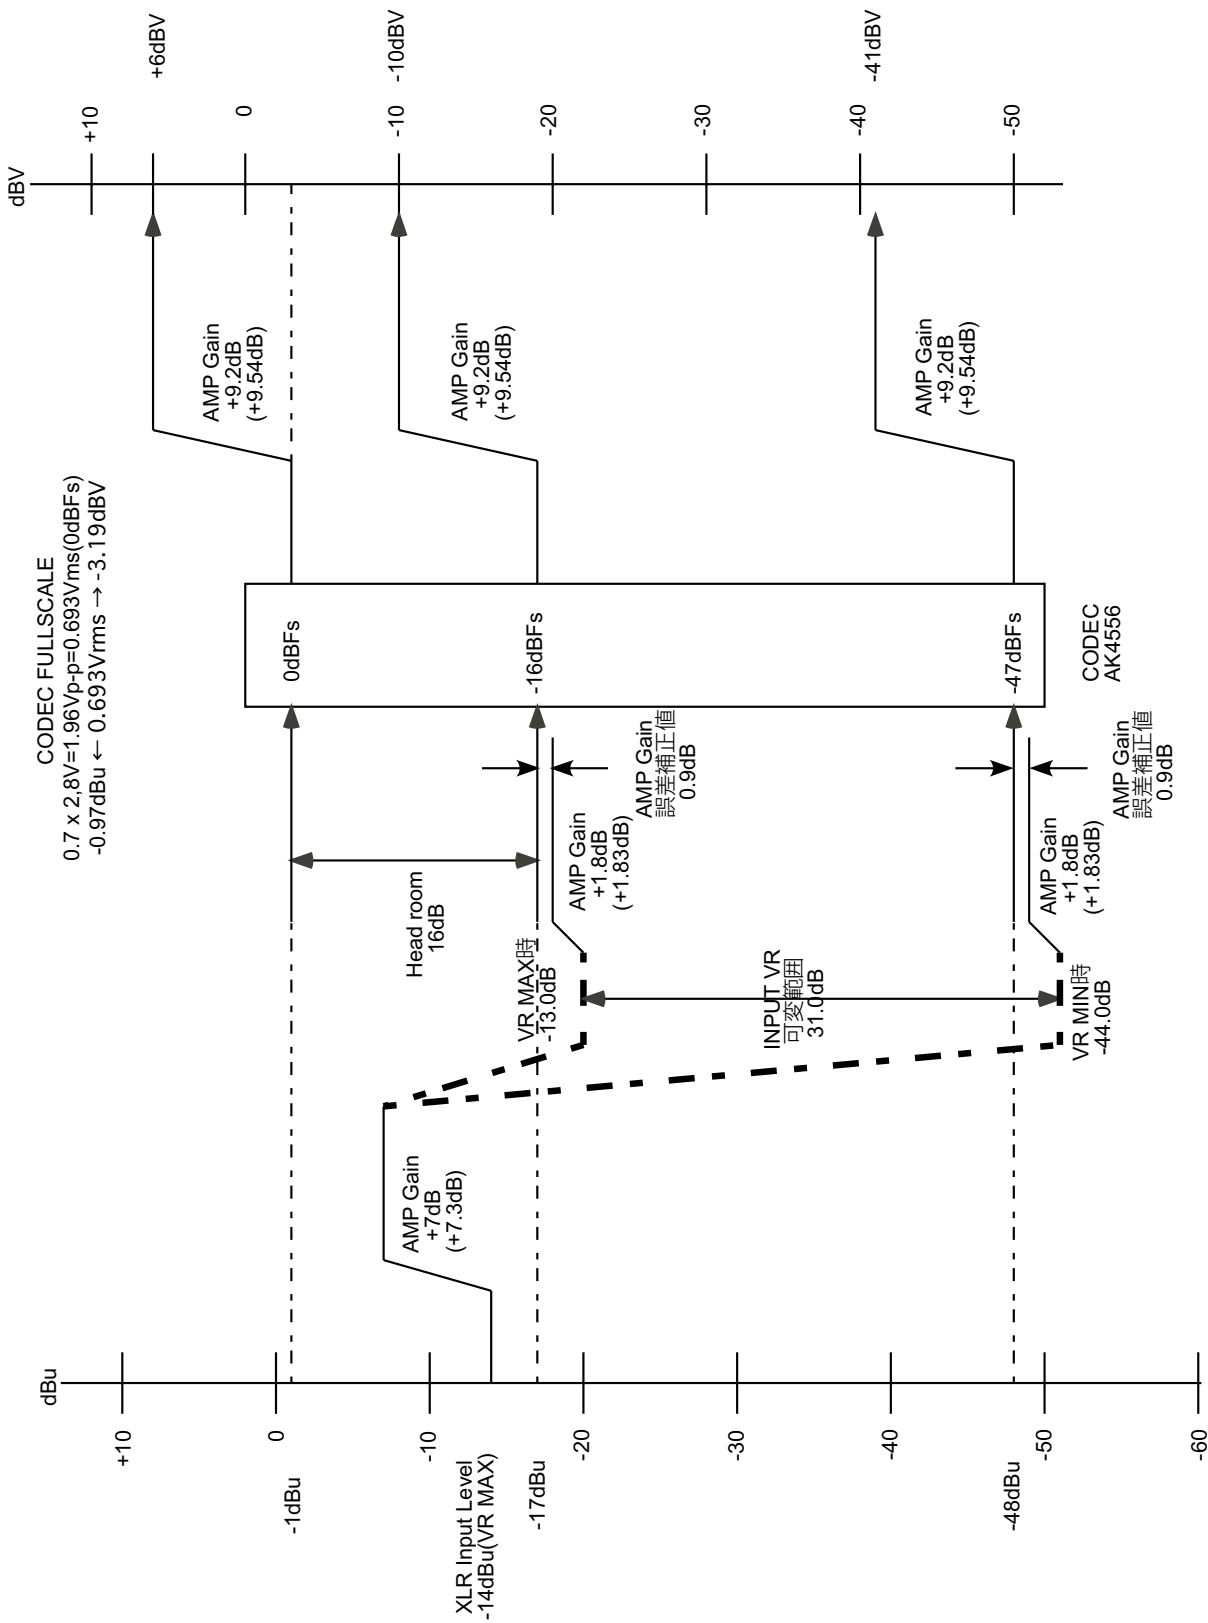 CODEC FULLSCALE
0.7 x 2,8V=1.96Vp-p=0.693Vms(0dBFs)
-0.97dBu ← 0.693Vrms → -3.19dBV
dBu
+10
0
-1dBu
-10
XLR Input Level
-14dBu(VR MAX)
-17dBu
-20
-30
-40
-48dBu
-50
-60
AMP Gain
+7dB
(+7.3dB)
Head room
16dB
VR MAX時
-13.0dB
INPUT VR
可変範囲
31.0dB
VR MIN時
-44.0dB
AMP Gain
+1.8dB
(+1.83dB)
AMP Gain
誤差補正値
0.9dB
AMP Gain
+1.8dB
(+1.83dB)
AMP Gain
誤差補正値
0.9dB
0dBFs
-16dBFs
-47dBFs
CODEC
AK4556
AMP Gain
+9.2dB
(+9.54dB)
AMP Gain
+9.2dB
(+9.54dB)
AMP Gain
+9.2dB
(+9.54dB)
dBV
+10
+6dBV
0
-10
-10dBV
-20
-30
-40
-41dBV
-50